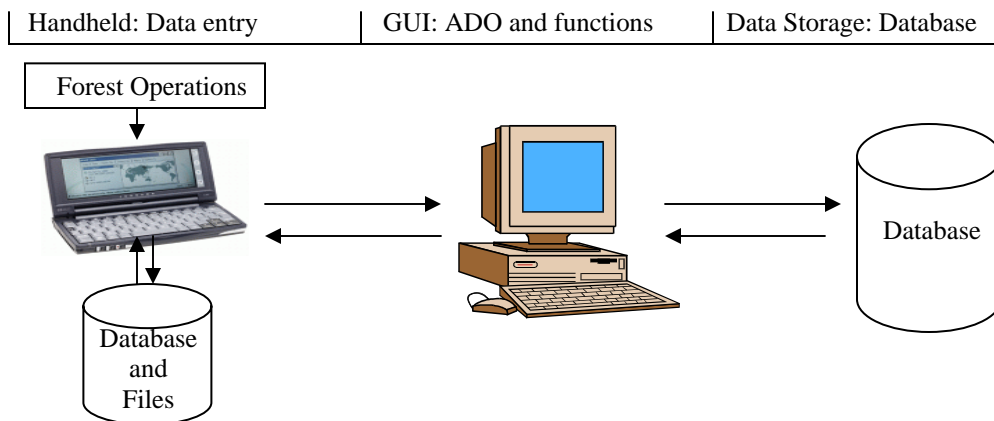 Handheld: Data entry
GUI: ADO and functions
Data Storage: Database
Forest Operations
Database
Database
and
Files